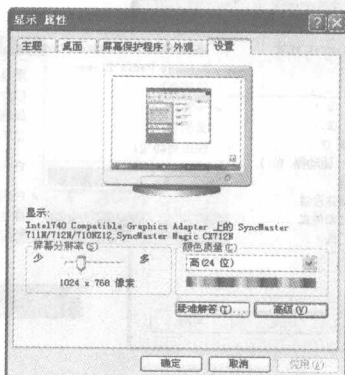 显示 属性
主题 桌面 屏幕保护程序 外观 设置
显示:
Intel740 Compatible Graphics Adapter 上的 SyncMaster
711N/712N/710N712,SyncMaster Magic CX712N
屏幕分辨率(S) 颜色质量(C)
少 多 高(24 位)
1024 x 768 像素
疑难解答(T)... 高级(V)
确定 取消 应用(A)